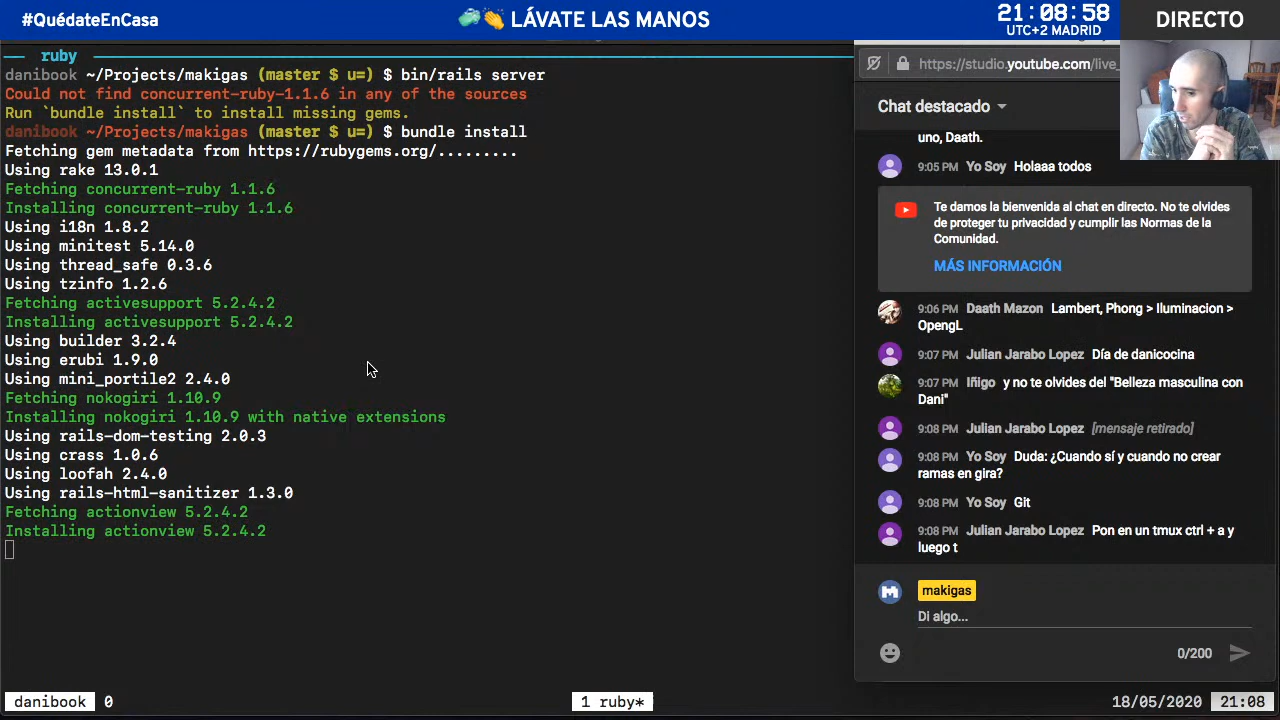 #QuédateEnCasa
LÁVATE LAS MANOS
21:08:58
UTC+2 MADRID
DIRECTO
ruby
danibook ~/Projects/makigas (master $ u=) $ bin/rails server
Could not find concurrent-ruby-1.1.6 in any of the sources
Run `bundle install` to install missing gems.
danibook ~/Projects/makigas (master $ u=) $ bundle install
Fetching gem metadata from https://rubygems.org/.........
Using rake 13.0.1
Fetching concurrent-ruby 1.1.6
Installing concurrent-ruby 1.1.6
Using i18n 1.8.2
Using minitest 5.14.0
Using thread_safe 0.3.6
Using tzinfo 1.2.6
Fetching activesupport 5.2.4.2
Installing activesupport 5.2.4.2
Using builder 3.2.4
Using erubi 1.9.0
Using mini_portile2 2.4.0
Fetching nokogiri 1.10.9
Installing nokogiri 1.10.9 with native extensions
Using rails-dom-testing 2.0.3
Using crass 1.0.6
Using loofah 2.4.0
Using rails-html-sanitizer 1.3.0
Fetching actionview 5.2.4.2
Installing actionview 5.2.4.2
danibook 0
1 ruby*
18/05/2020 21:08
https://studio.youtube.com/live_
Chat destacado
uno, Daath.
9:05 PM Yo Soy Holaaa todos
Te damos la bienvenida al chat en directo. No te olvides
de proteger tu privacidad y cumplir las Normas de la
Comunidad.
MÁS INFORMACIÓN
9:06 PM Daath Mazon Lambert, Phong > Iluminacion >
OpengL
9:07 PM Julian Jarabo Lopez Día de danicocina
9:07 PM Iñigo y no te olvides del "Belleza masculina con
Dani"
9:08 PM Julian Jarabo Lopez [mensaje retirado]
9:08 PM Yo Soy Duda: ¿Cuando sí y cuando no crear
ramas en gira?
9:08 PM Yo Soy Git
9:08 PM Julian Jarabo Lopez Pon en un tmux ctrl + a y
luego t
makigas
Di algo...
0/200